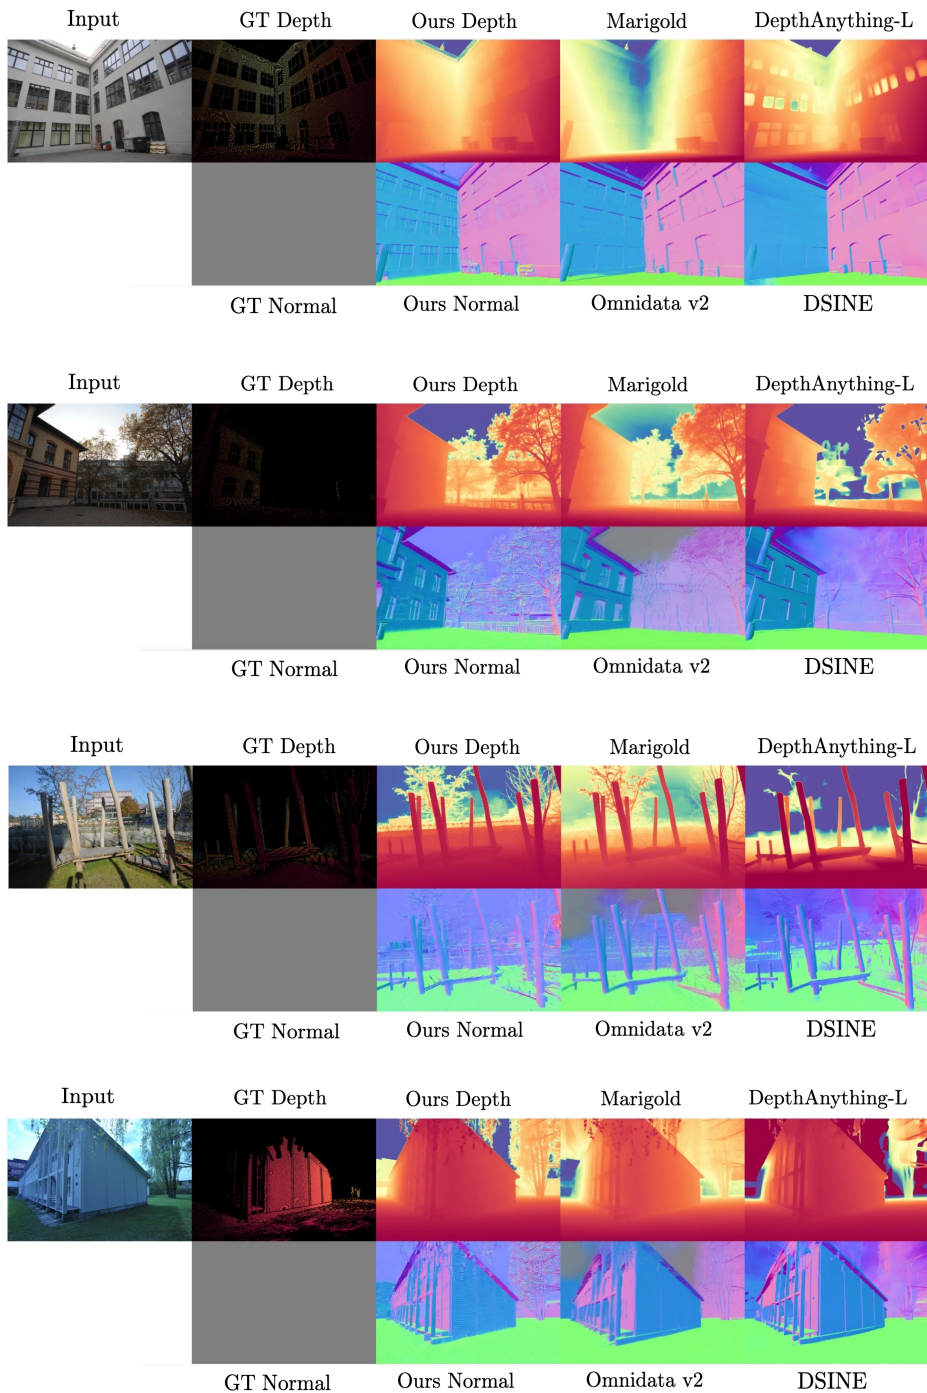 Input GT Depth Ours Depth Marigold DepthAnything-L
GT Normal Ours Normal Omnidata v2 DSINE
Input GT Depth Ours Depth Marigold DepthAnything-L
GT Normal Ours Normal Omnidata v2 DSINE
Input GT Depth Ours Depth Marigold DepthAnything-L
GT Normal Ours Normal Omnidata v2 DSINE
Input GT Depth Ours Depth Marigold DepthAnything-L
GT Normal Ours Normal Omnidata v2 DSINE